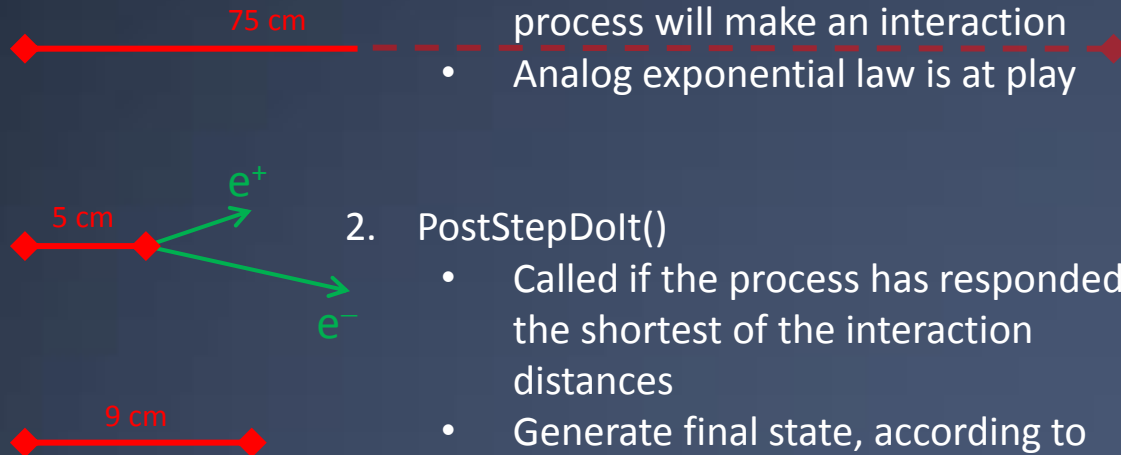 75 cm
process will make an interaction
• Analog exponential law is at play
e⁺
5 cm
2. PostStepDoIt()
• Called if the process has responded
e⁻
the shortest of the interaction
distances
9 cm
• Generate final state, according to